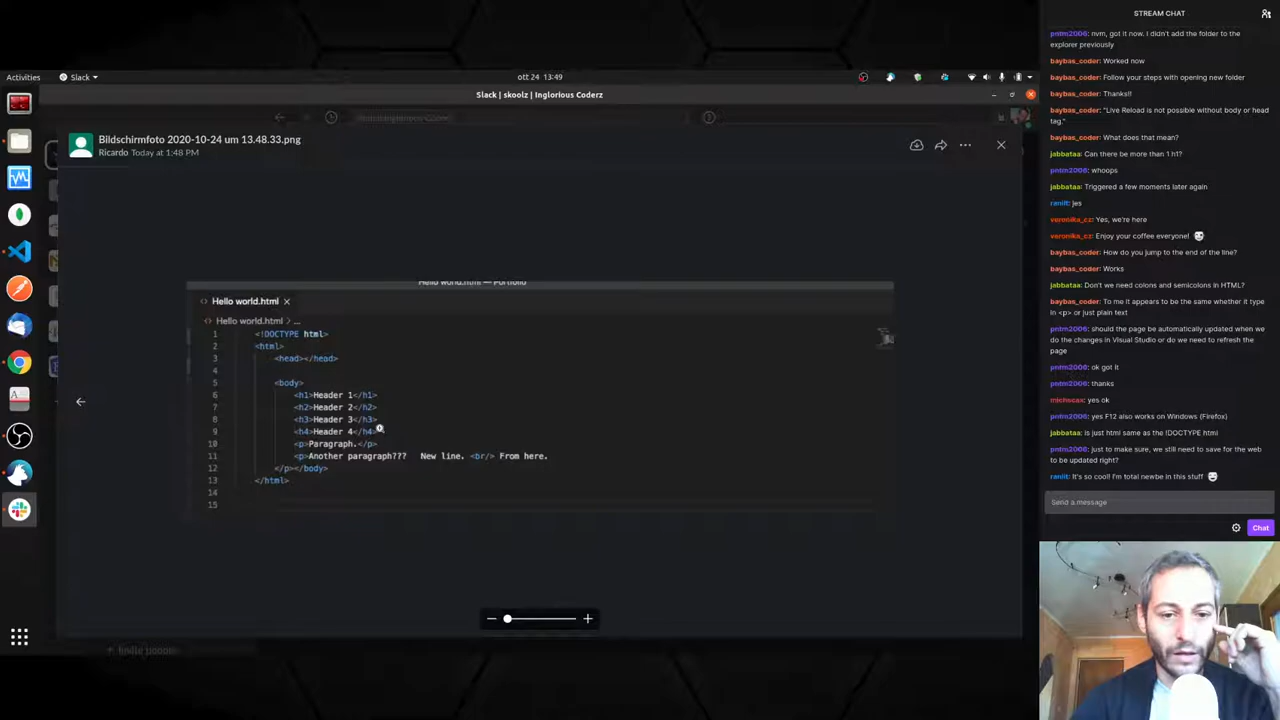 Activities
Slack
ott 24 13:49
Slack | skoolz | Inglorious Coderz
Bildschirmfoto 2020-10-24 um 13.48.33.png
Ricardo Today at 1:48 PM
Hello world.html — Portfolio
Hello world.html
Hello world.html > ...
1 <!DOCTYPE html>
2 <html>
3 <head></head>
4
5 <body>
6 <h1>Header 1</h1>
7 <h2>Header 2</h2>
8 <h3>Header 3</h3>
9 <h4>Header 4</h4>
10 <p>Paragraph.</p>
11 <p>Another paragraph??? New line. <br/> From here.
12 </p></body>
13 </html>
14
15
STREAM CHAT
pntm2006: nvm, got it now. I didn't add the folder to the
explorer previously
baybas_coder: Worked now
baybas_coder: Follow your steps with opening new folder
baybas_coder: Thanks!!
baybas_coder: "Live Reload is not possible without body or head
tag."
baybas_coder: What does that mean?
jabbataa: Can there be more than 1 h1?
pntm2006: whoops
jabbataa: Triggered a few moments later again
raniit: jes
veronika_cz: Yes, we're here
veronika_cz: Enjoy your coffee everyone!
baybas_coder: How do you jump to the end of the line?
baybas_coder: Works
jabbataa: Don't we need colons and semicolons in HTML?
baybas_coder: To me it appears to be the same whether it type
in <p> or just plain text
pntm2006: should the page be automatically updated when we
do the changes in Visual Studio or do we need to refresh the
page
pntm2006: ok got it
pntm2006: thanks
michscax: yes ok
pntm2006: yes F12 also works on Windows (Firefox)
jabbataa: is just html same as the !DOCTYPE html
pntm2006: just to make sure, we still need to save for the web
to be updated right?
raniit: It's so cool! I'm total newbe in this stuff
Send a message
Chat